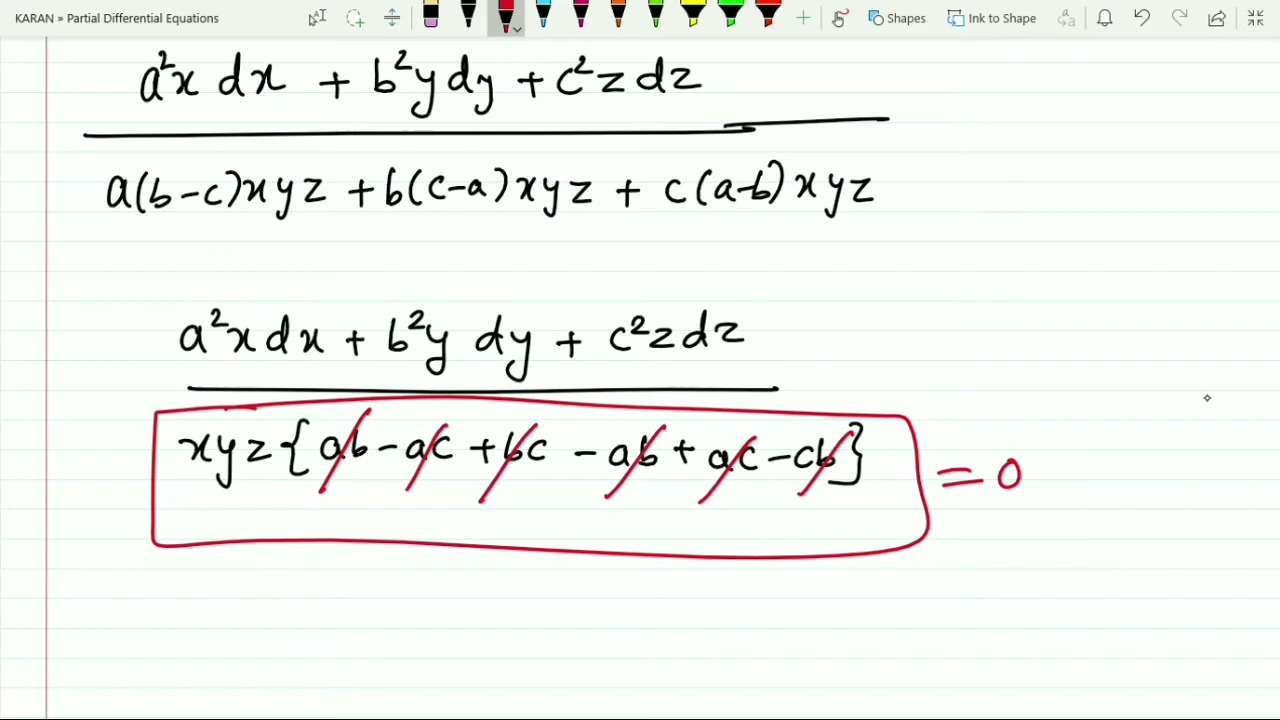 KARAN » Partial Differential Equations Shapes Ink to Shape
a²x dx + b²y dy + c²z dz
a(b-c)xyz + b(c-a)xyz + c(a-b)xyz
a²x dx + b²y dy + c²z dz
xyz{ab - ac + bc - ab + ac - cb} = 0